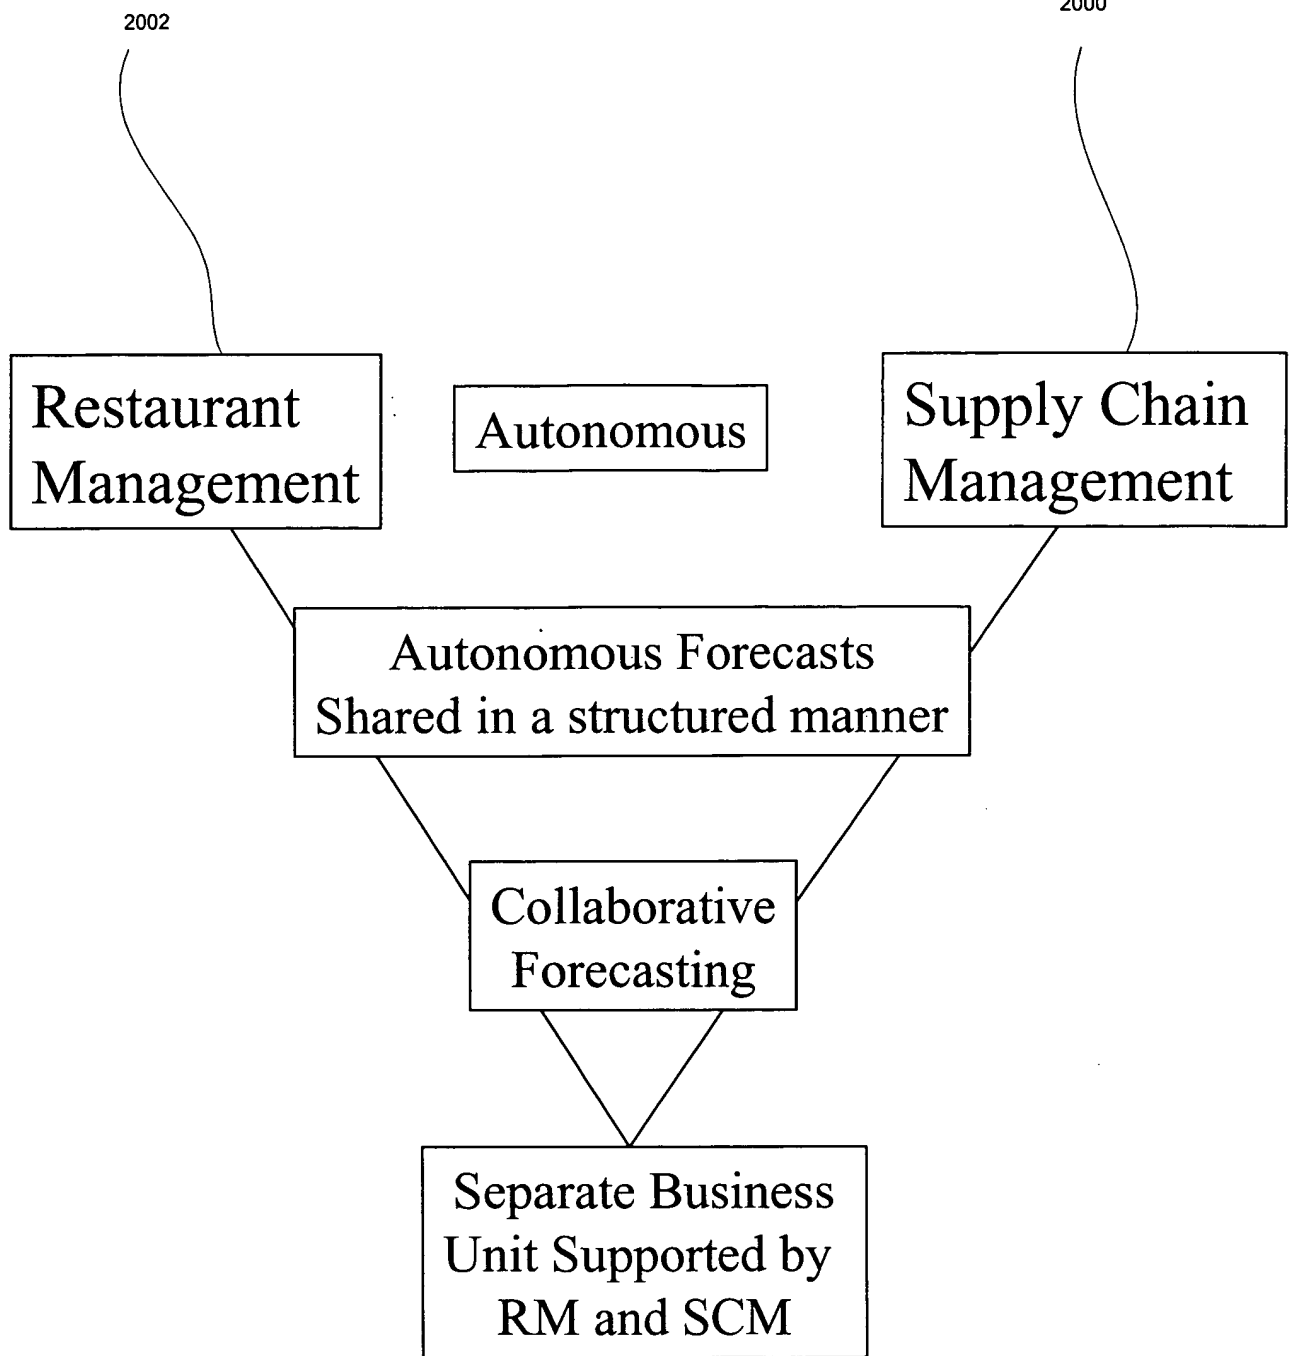 2002
2000
Restaurant
Management
Autonomous
Supply Chain
Management
Autonomous Forecasts
Shared in a structured manner
Collaborative
Forecasting
Separate Business
Unit Supported by
RM and SCM